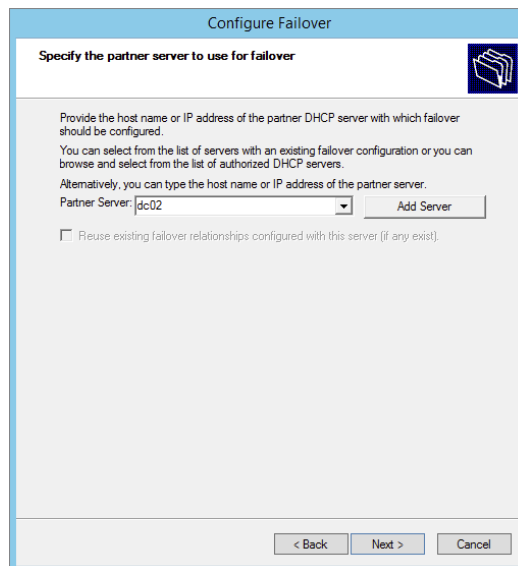 Configure Failover
Specify the partner server to use for failover
Provide the host name or IP address of the partner DHCP server with which failover
should be configured.
You can select from the list of servers with an existing failover configuration or you can
browse and select from the list of authorized DHCP servers.
Alternatively, you can type the host name or IP address of the partner server.
Partner Server: dc02 Add Server
Reuse existing failover relationships configured with this server (if any exist).
< Back Next > Cancel